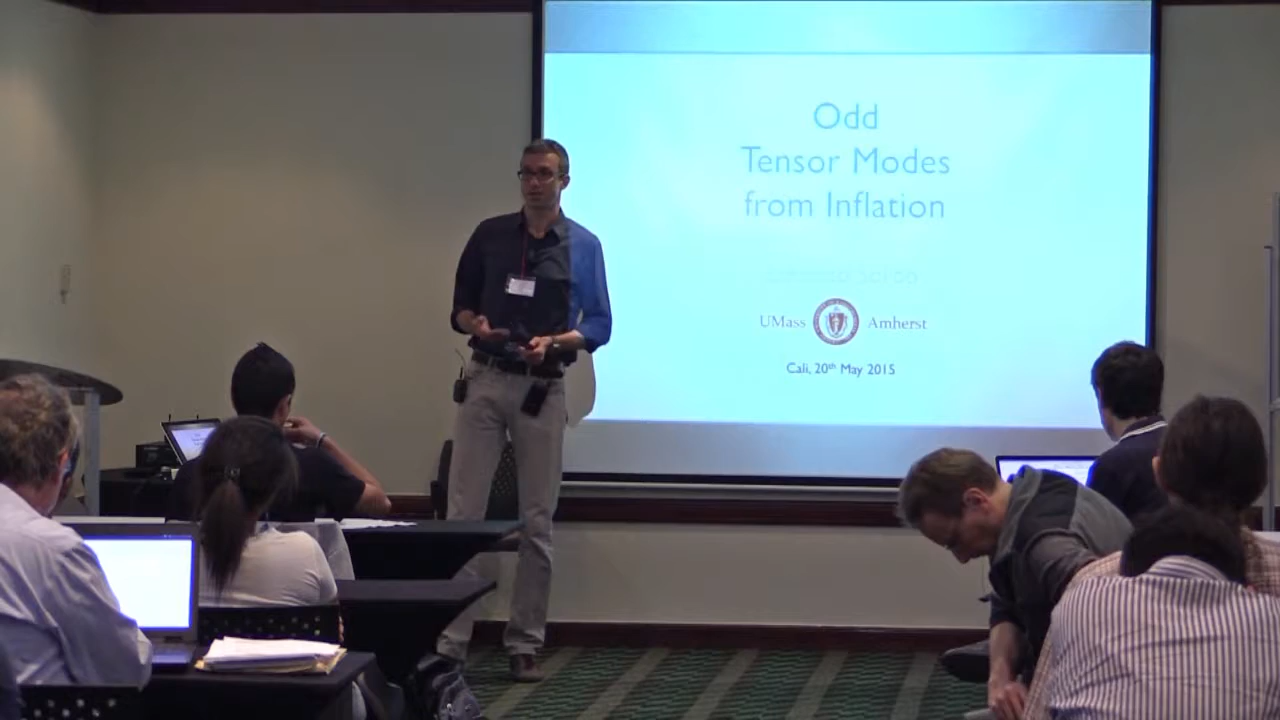 Odd
Tensor Modes
from Inflation
UMass Amherst
Cali, 20th May 2015